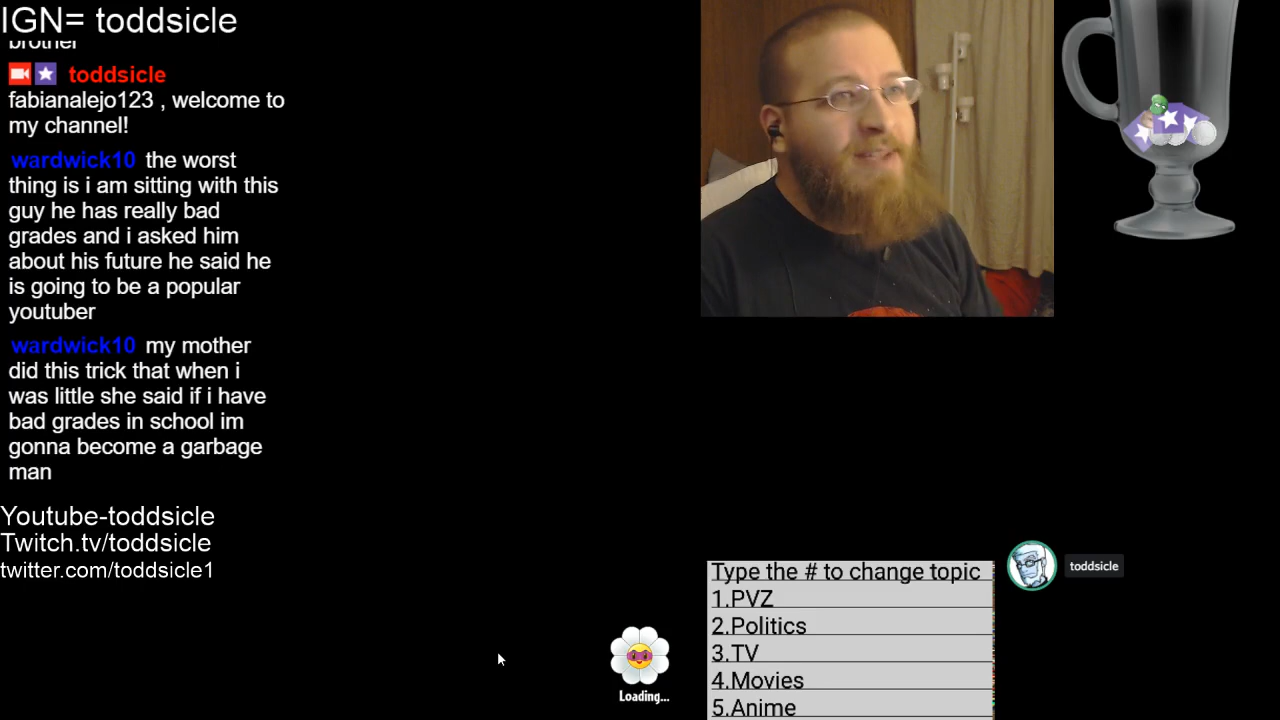 IGN= toddsicle
brother
toddsicle
fabianalejo123 , welcome to
my channel!
wardwick10 the worst
thing is i am sitting with this
guy he has really bad
grades and i asked him
about his future he said he
is going to be a popular
youtuber
wardwick10 my mother
did this trick that when i
was little she said if i have
bad grades in school im
gonna become a garbage
man
Youtube-toddsicle
Twitch.tv/toddsicle
twitter.com/toddsicle1
Loading...
Type the # to change topic
1.PVZ
2.Politics
3.TV
4.Movies
5.Anime
toddsicle